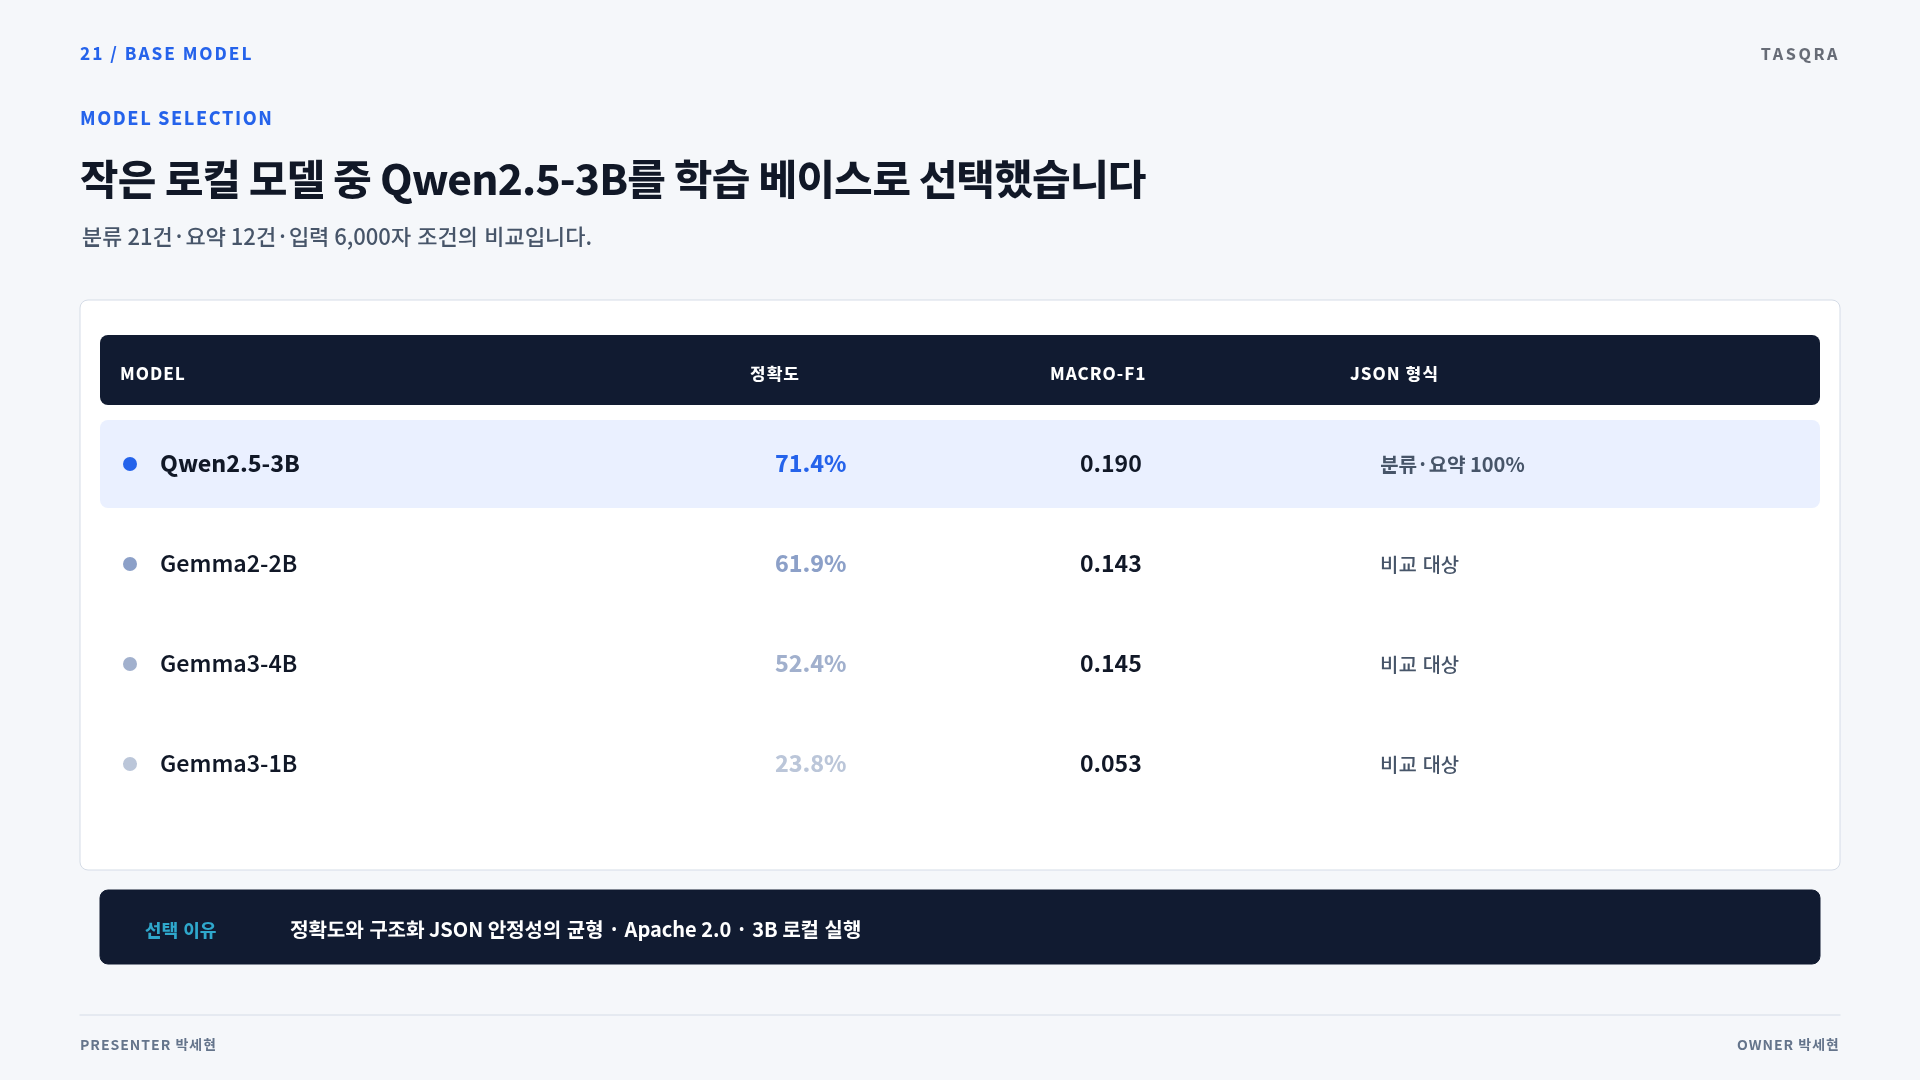 21 / BASE MODEL
TASQRA
MODEL SELECTION
작은 로컬 모델 중 Qwen2.5-3B를 학습 베이스로 선택했습니다
분류 21건·요약 12건·입력 6,000자 조건의 비교입니다.
MODEL 정확도 MACRO-F1 JSON 형식
Qwen2.5-3B 71.4% 0.190 분류·요약 100%
Gemma2-2B 61.9% 0.143 비교 대상
Gemma3-4B 52.4% 0.145 비교 대상
Gemma3-1B 23.8% 0.053 비교 대상
선택 이유 정확도와 구조화 JSON 안정성의 균형 · Apache 2.0 · 3B 로컬 실행
PRESENTER 박세현
OWNER 박세현